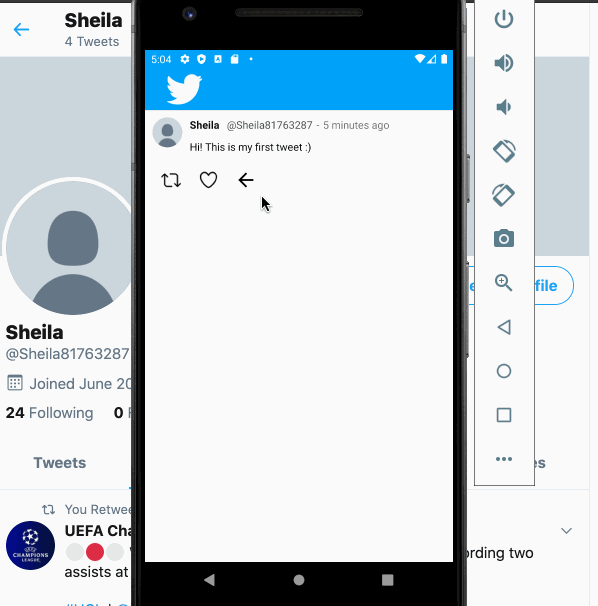 Sheila
4 Tweets
5:04
Sheila @Sheila81763287 - 5 minutes ago
Hi! This is my first tweet :)
file
Sheila
@Sheila81763287
Joined June 20
24 Following 0
Tweets
es
You Retwee
UEFA Cha
CHAMPIONS
LEAGUE
rding two
assists at